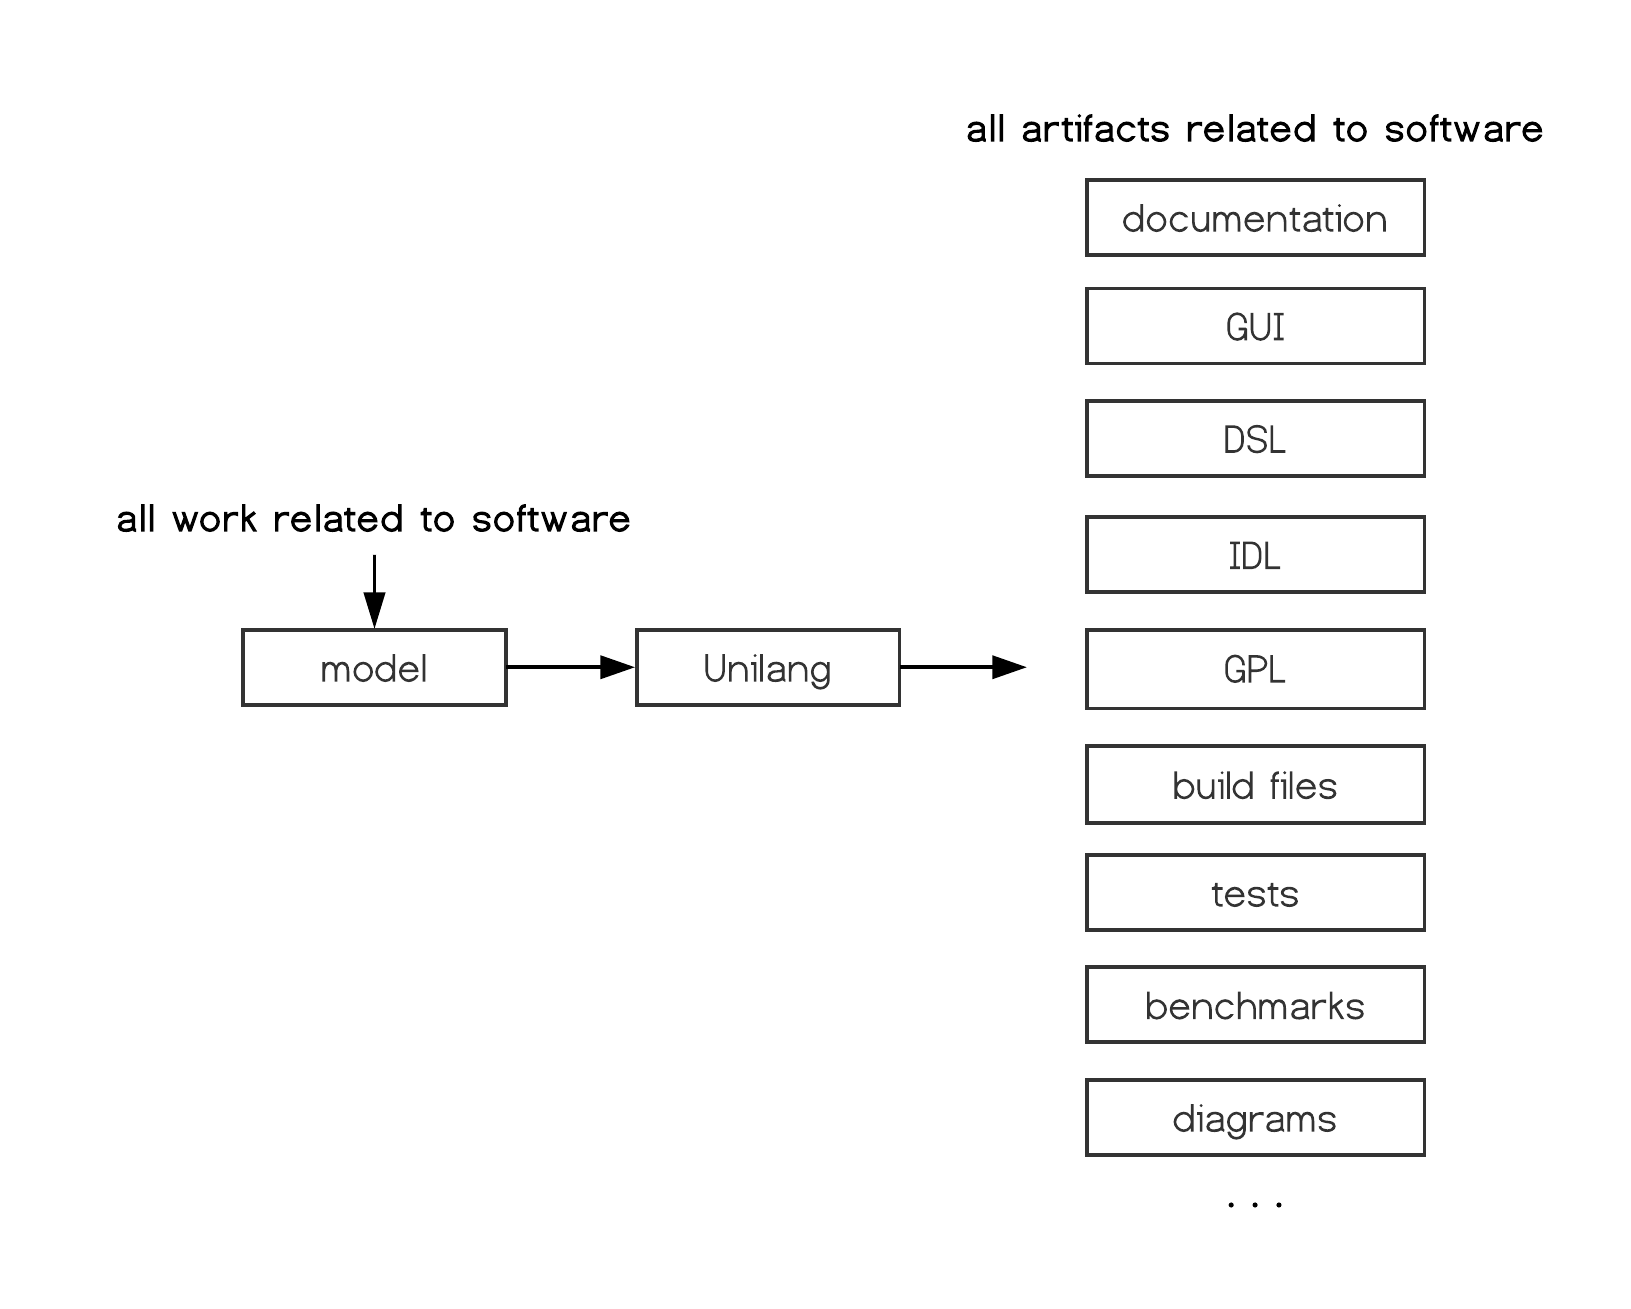 all artifacts related to software
documentation
GUI
DSL
IDL
all work related to software
model
Unilang
GPL
build files
tests
benchmarks
diagrams
...